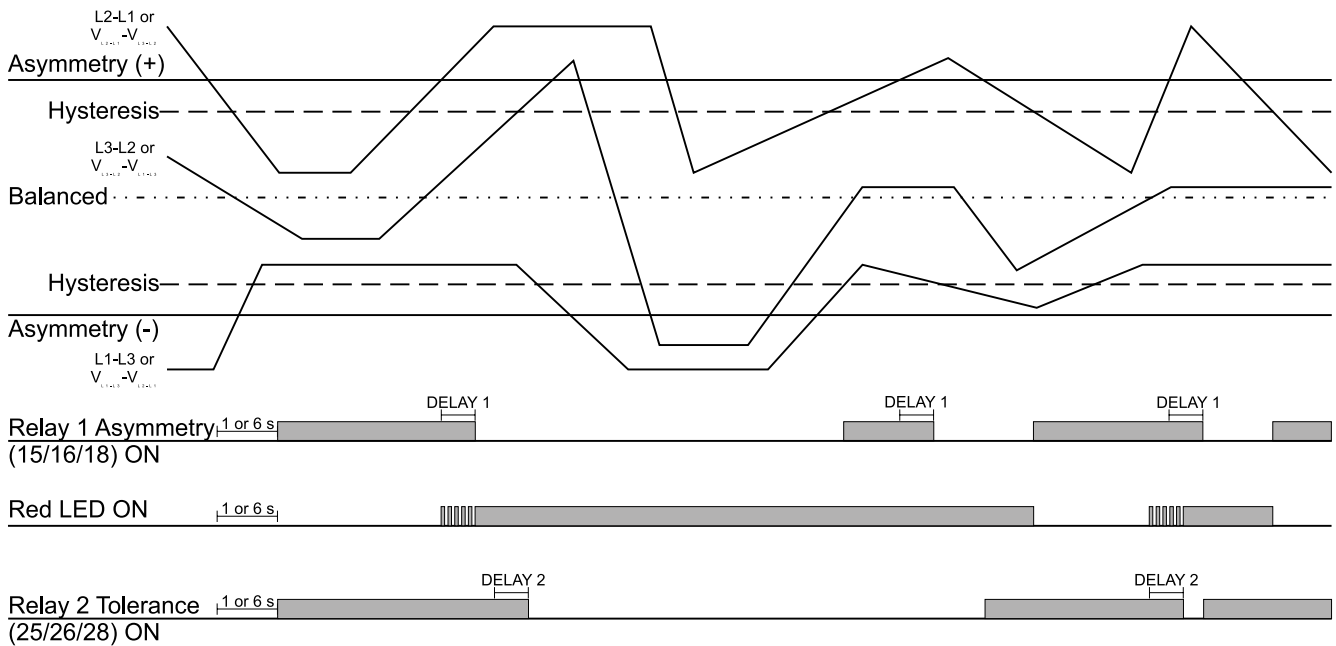 L2-L1 or
Asymmetry (+)
Hysteresis
L3-L2 or
Balanced
Hysteresis
Asymmetry (-)
L1-L3 or
DELAY 1
DELAY 1
DELAY 1
Relay 1 Asymmetry
1 or 6 s
(15/16/18) ON
Red LED ON
1 or 6 s
DELAY 2
DELAY 2
Relay 2 Tolerance
1 or 6 s
(25/26/28) ON